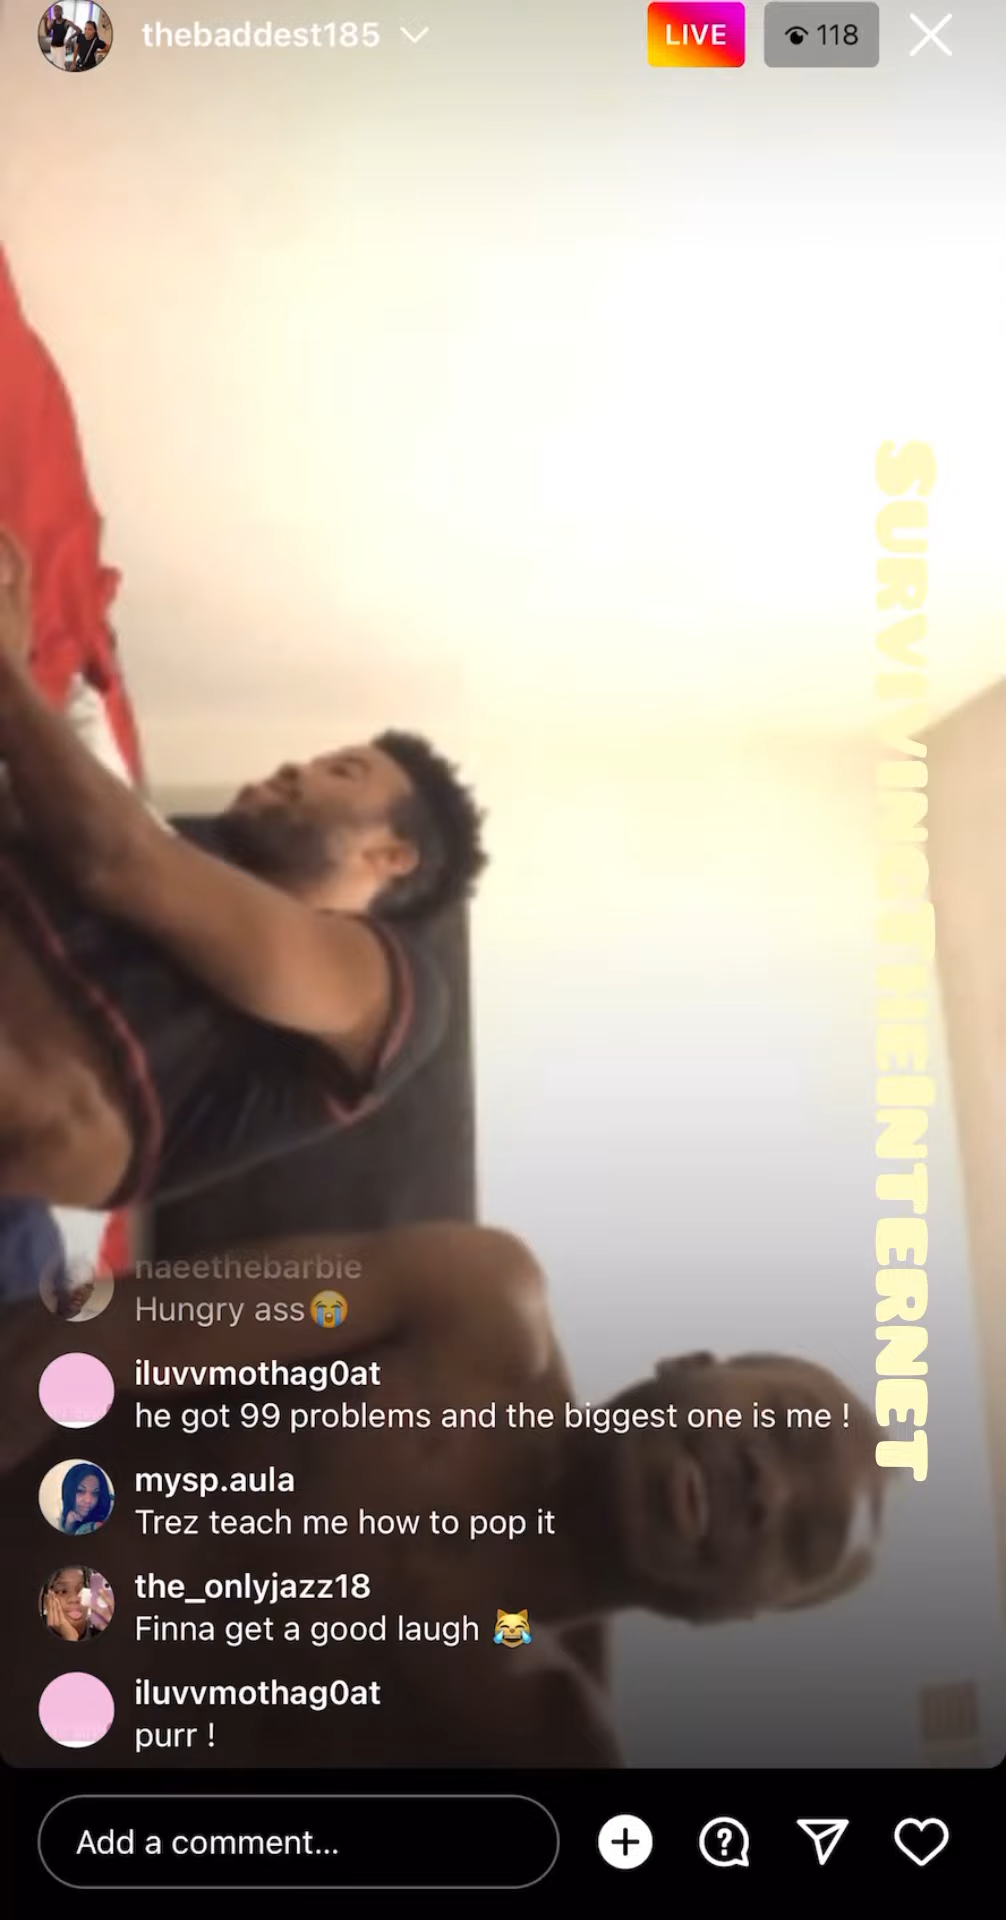 thebaddest185
LIVE
118
SURVIVINGTHEINTERNET
naeethebarbie
Hungry ass😭
iluvvmothag0at
he got 99 problems and the biggest one is me !
mysp.aula
Trez teach me how to pop it
the_onlyjazz18
Finna get a good laugh 😹
iluvvmothag0at
purr !
Add a comment...